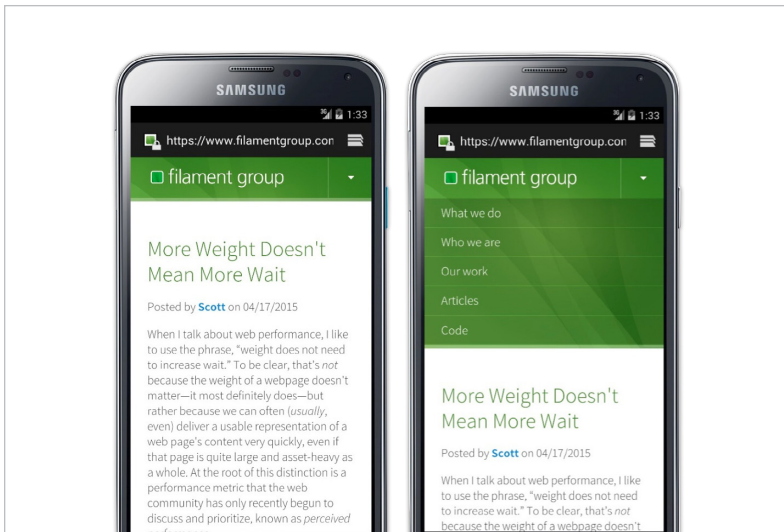 SAMSUNG
3G 1:33
https://www.filamentgroup.con
filament group
More Weight Doesn't
Mean More Wait
Posted by Scott on 04/17/2015
When I talk about web performance, I like
to use the phrase, “weight does not need
to increase wait.” To be clear, that's not
because the weight of a webpage doesn't
matter—it most definitely does—but
rather because we can often (usually,
even) deliver a usable representation of a
web page's content very quickly, even if
that page is quite large and asset-heavy as
a whole. At the root of this distinction is a
performance metric that the web
community has only recently begun to
discuss and prioritize, known as perceived
SAMSUNG
3G 1:33
https://www.filamentgroup.con
filament group
What we do
Who we are
Our work
Articles
Code
More Weight Doesn't
Mean More Wait
Posted by Scott on 04/17/2015
When I talk about web performance, I like
to use the phrase, “weight does not need
to increase wait.” To be clear, that's not
because the weight of a webpage doesn't